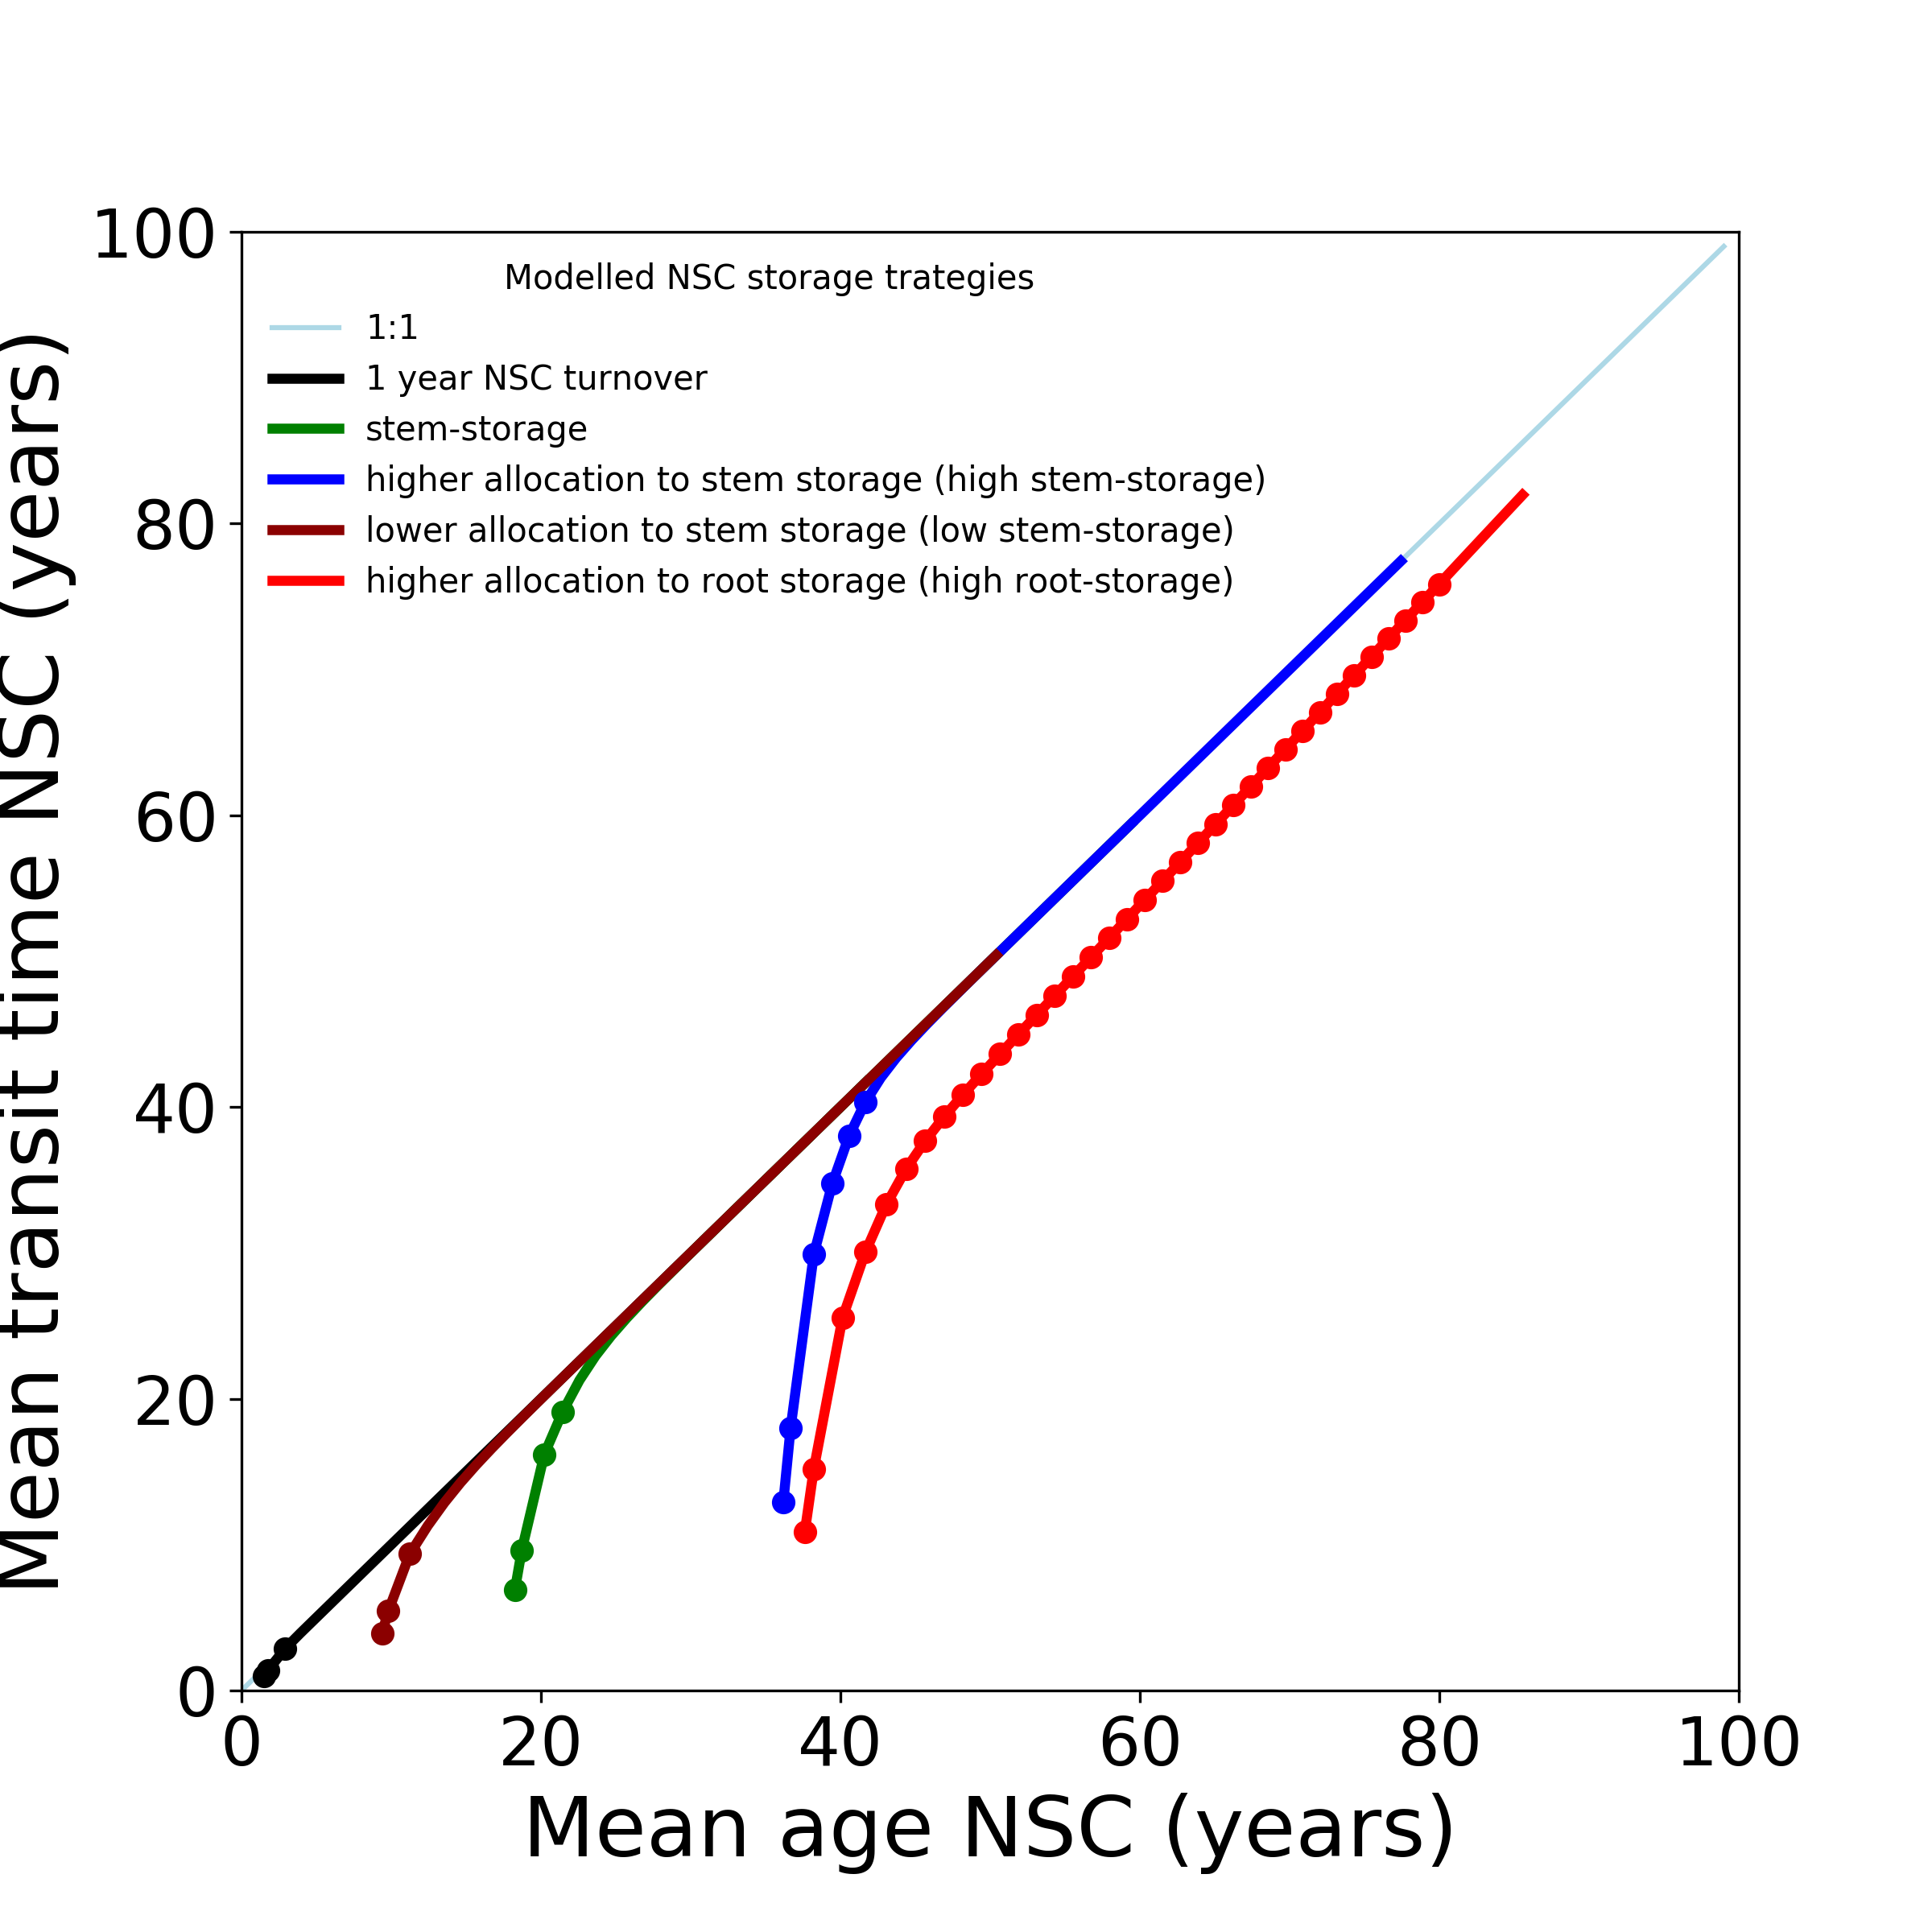 Modelled NSC storage trategies
1:1
1 year NSC turnover
stem-storage
higher allocation to stem storage (high stem-storage)
lower allocation to stem storage (low stem-storage)
higher allocation to root storage (high root-storage)
Mean transit time NSC (years)
100
80
60
40
20
0
0 20 40 60 80 100
Mean age NSC (years)